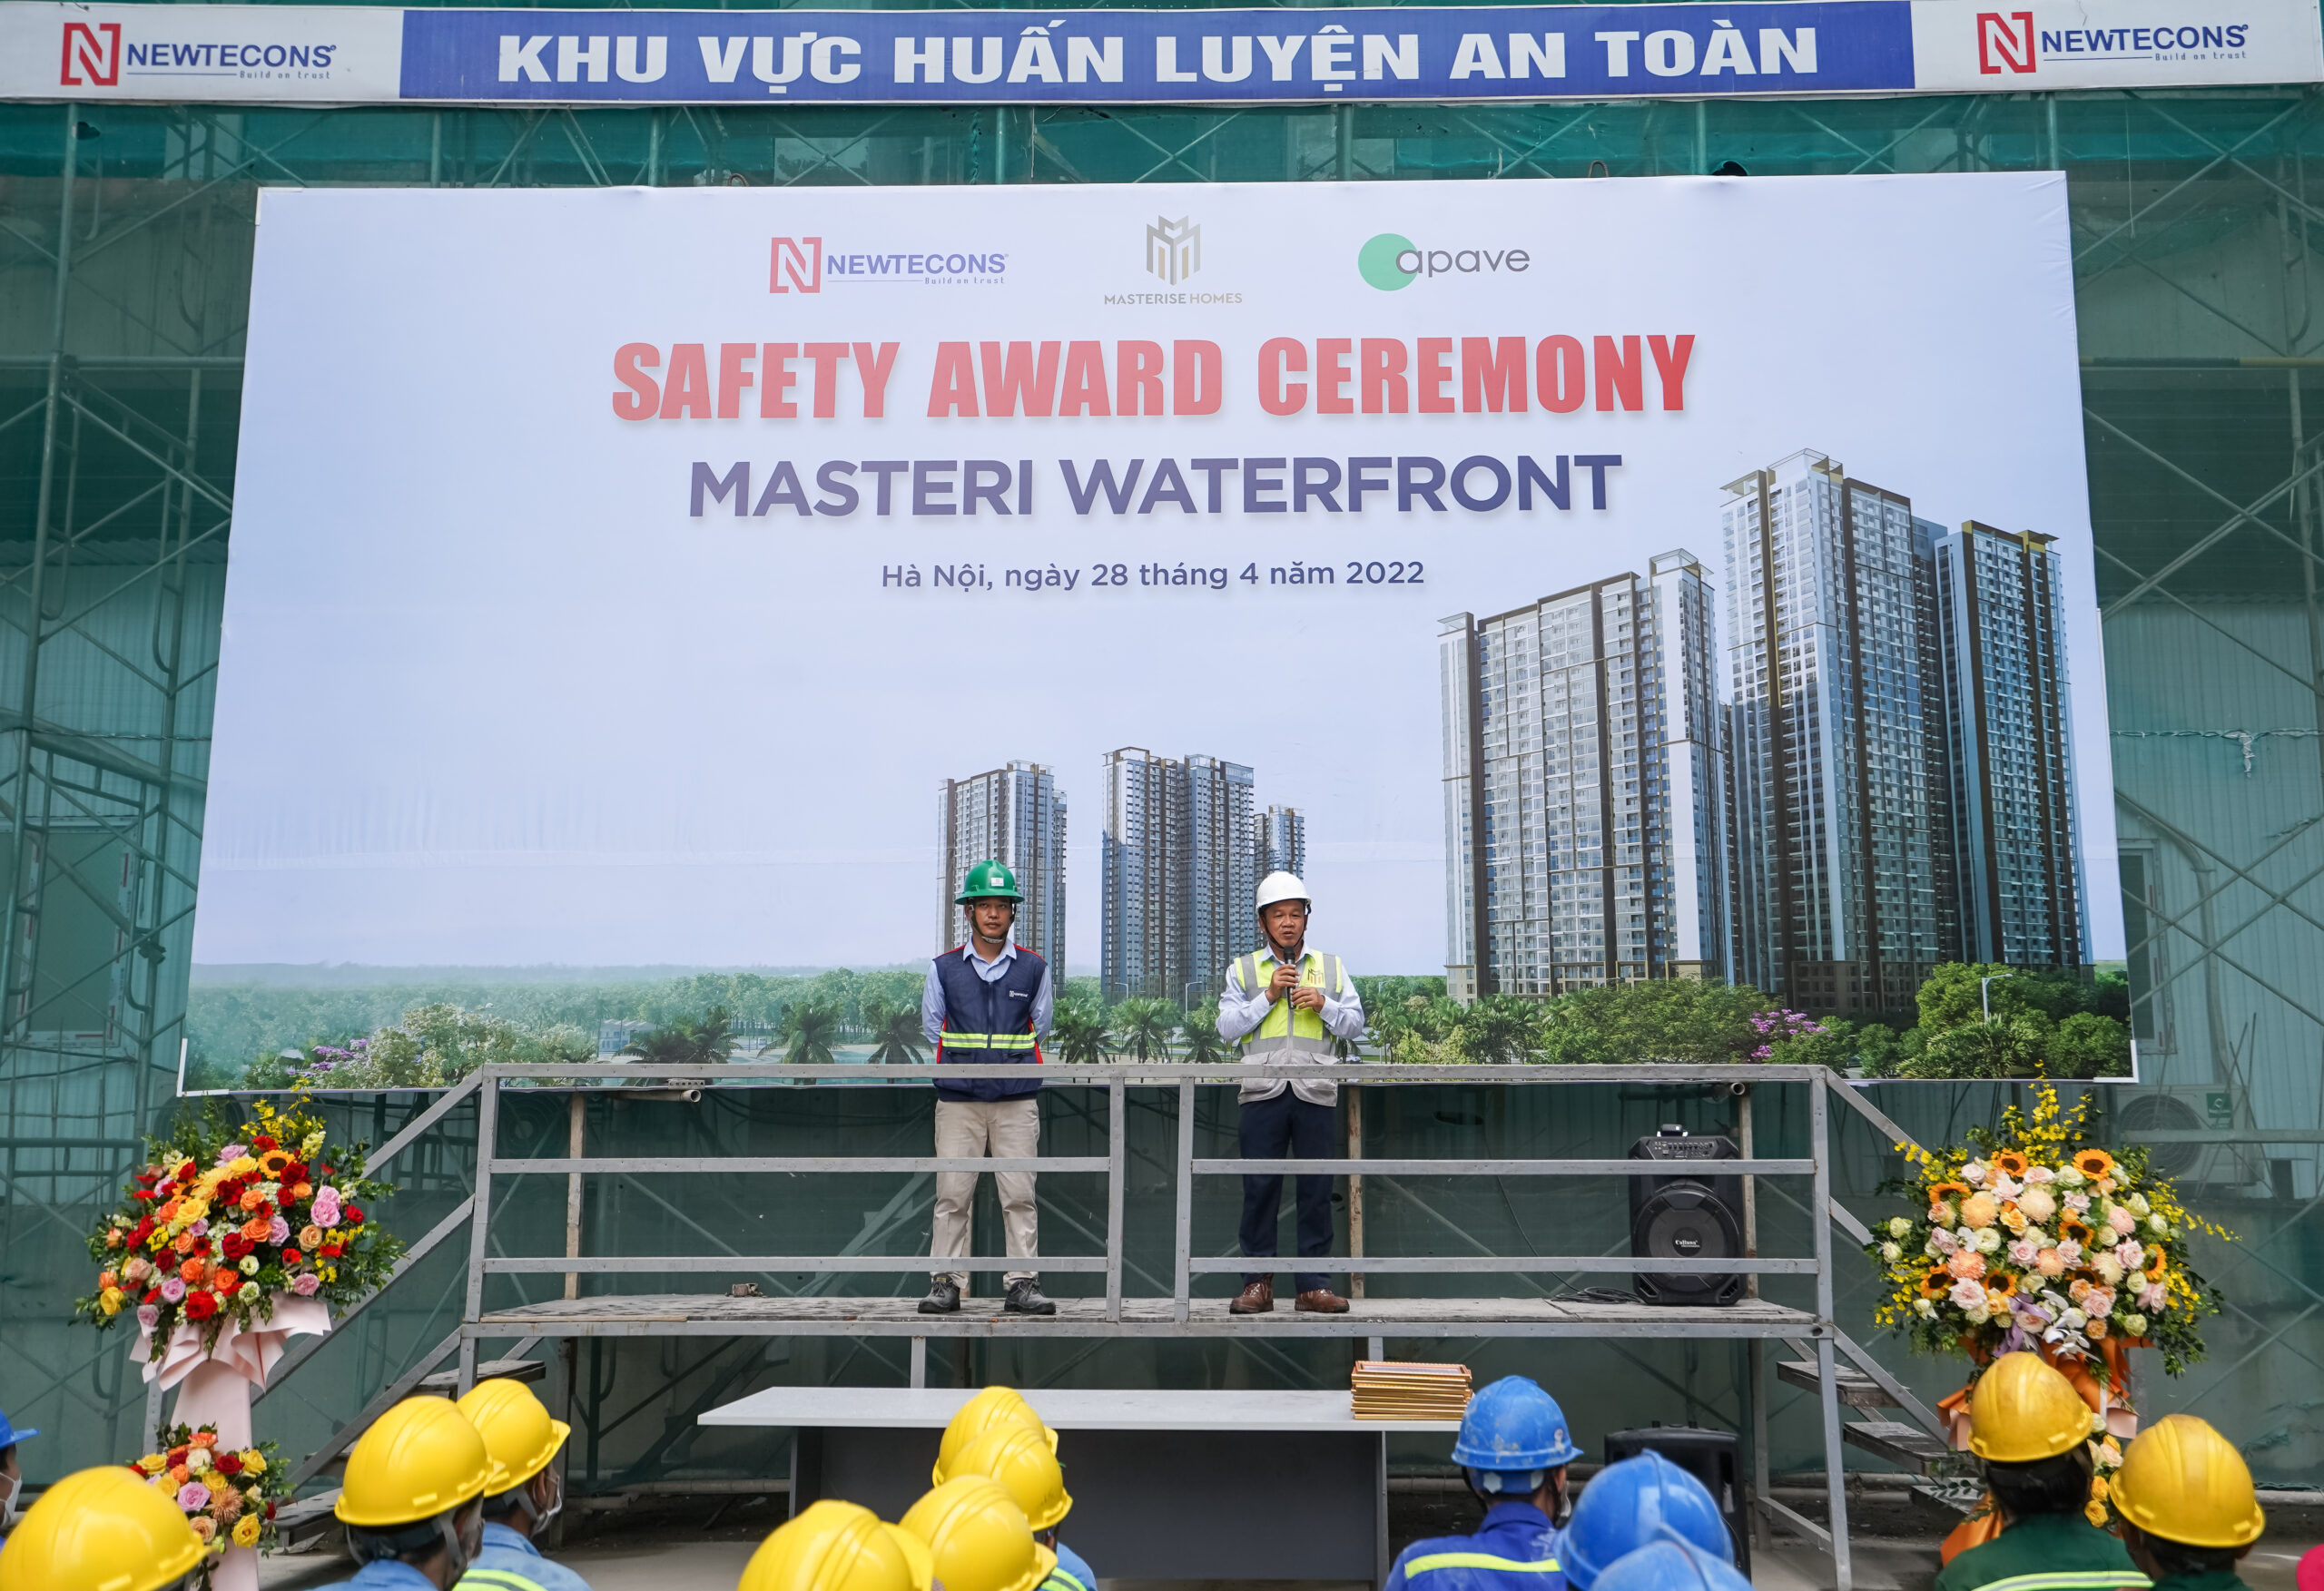 NEWTECONS
Build on trust
KHU VỰC HUẤN LUYỆN AN TOÀN
NEWTECONS
Build on trust
NEWTECONS
Build on trust
MASTERISE HOMES
apave
SAFETY AWARD CEREMONY
MASTERI WATERFRONT
Hà Nội, ngày 28 tháng 4 năm 2022